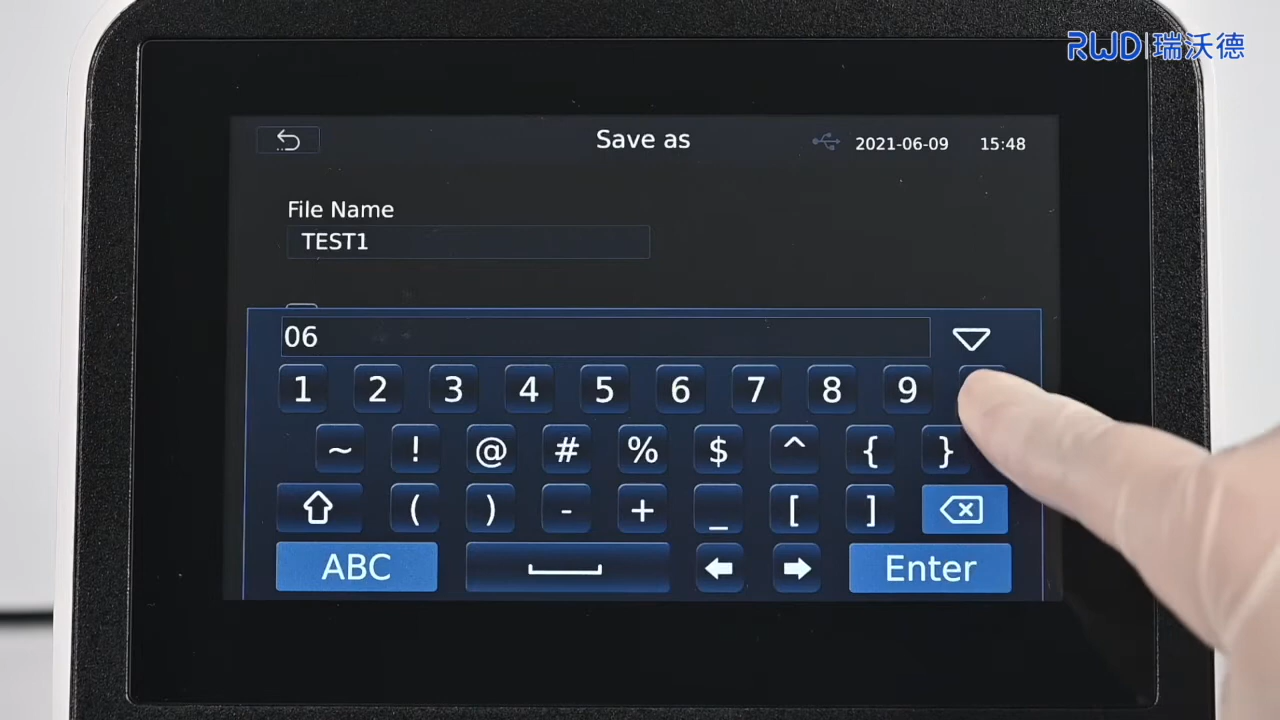 RWD 瑞沃德
Save as
2021-06-09 15:48
File Name
TEST1
06
1 2 3 4 5 6 7 8 9
~ ! @ # % $ ^ { }
( ) - + _ [ ]
ABC
Enter